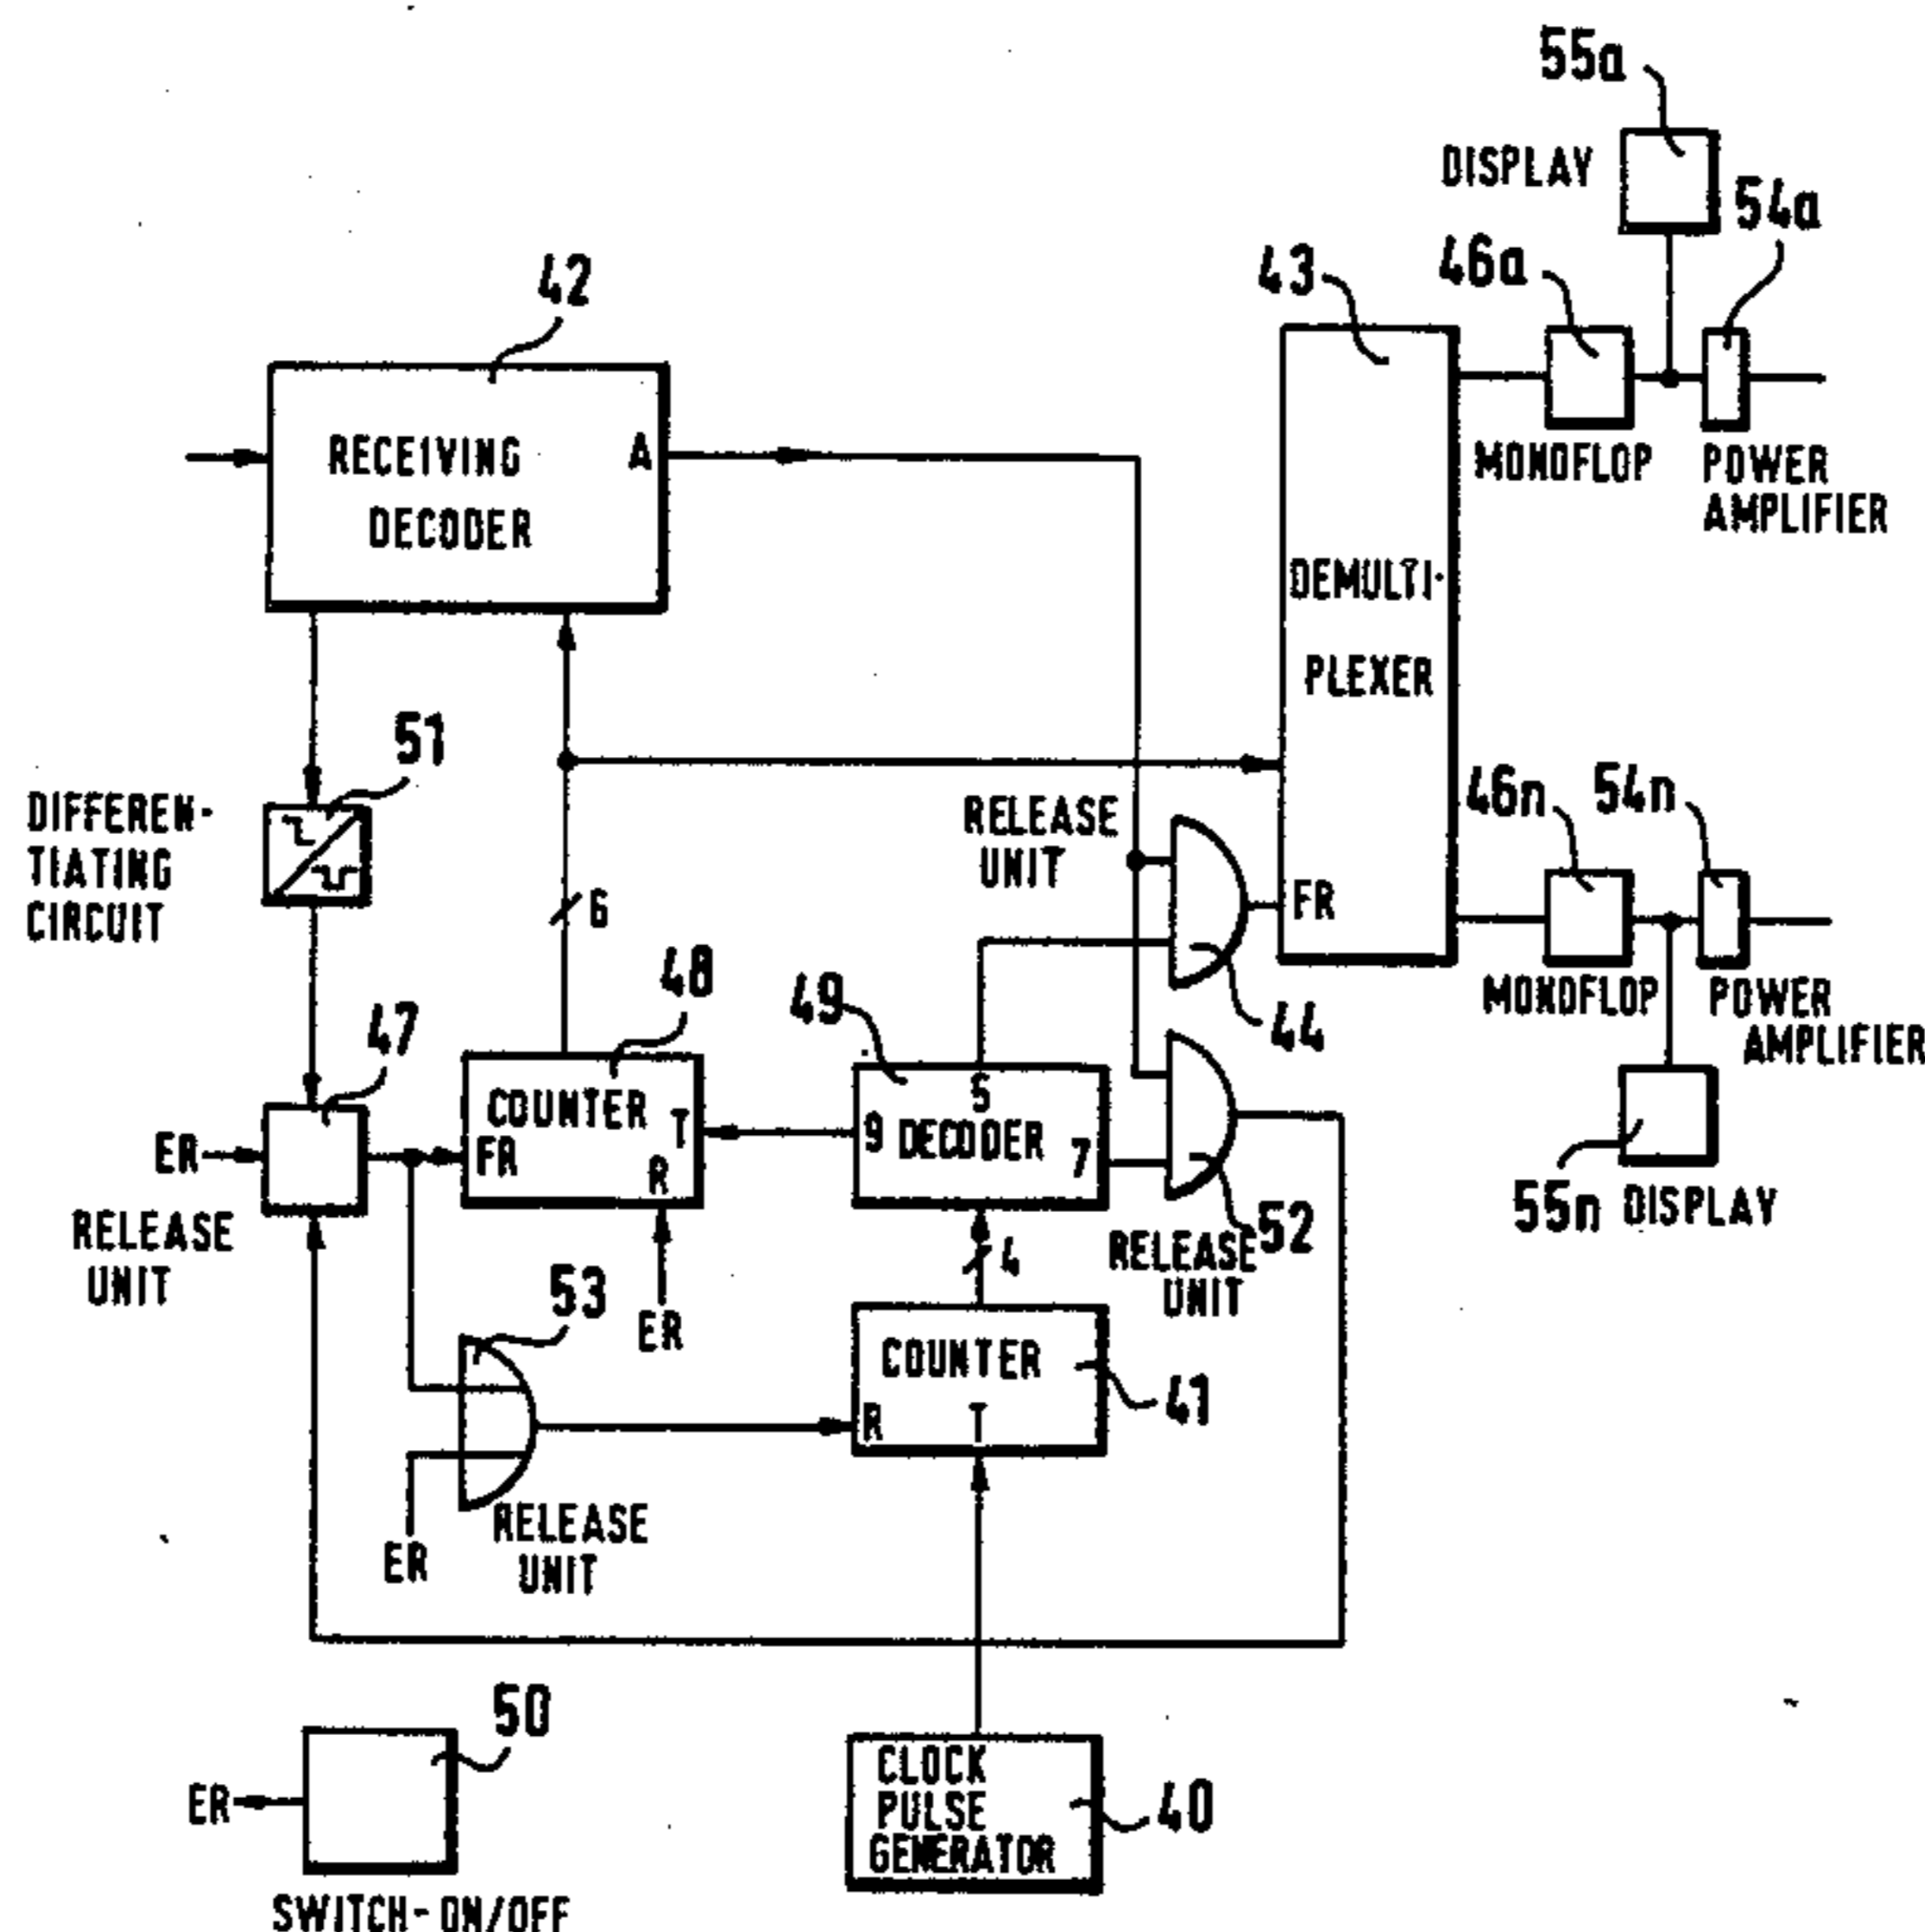 55a
DISPLAY
54a
42
43
46a
RECEIVING
DECODER
A
MONOFLOP
POWER
AMPLIFIER
DEMULTI-
PLEXER
51
DIFFEREN-
TIATING
CIRCUIT
6
RELEASE
UNIT
FR
46n
54n
44
MONOFLOP
POWER
AMPLIFIER
47
48
49
ER
COUNTER
FR
T
R
9
5
DECODER
7
52
55n
DISPLAY
RELEASE
UNIT
ER
4
RELEASE
UNIT
53
COUNTER
R
T
41
ER
RELEASE
UNIT
50
ER
CLOCK
PULSE
GENERATOR
40
SWITCH-ON/OFF